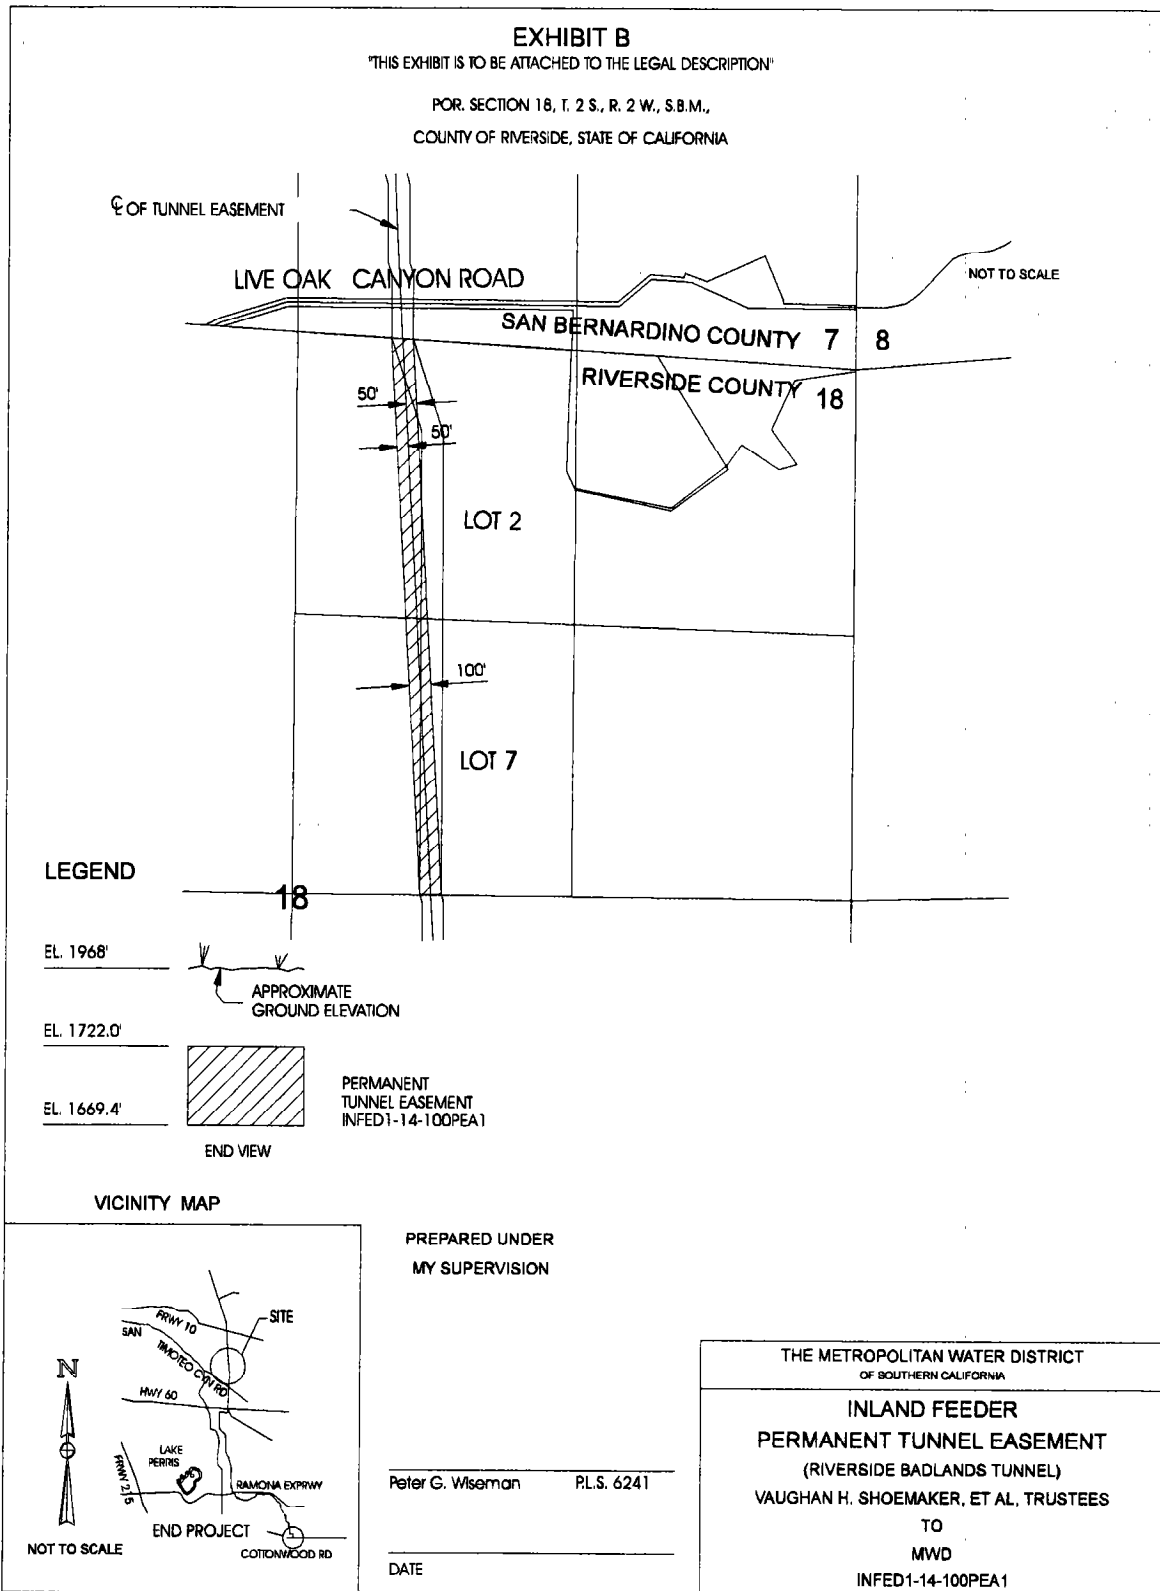 EXHIBIT B
"THIS EXHIBIT IS TO BE ATTACHED TO THE LEGAL DESCRIPTION"
POR. SECTION 18, T. 2 S., R. 2 W., S.B.M.,
COUNTY OF RIVERSIDE, STATE OF CALIFORNIA
℄ OF TUNNEL EASEMENT
LIVE OAK CANYON ROAD
NOT TO SCALE
SAN BERNARDINO COUNTY 7 8
RIVERSIDE COUNTY 18
50'
50'
LOT 2
100'
LOT 7
LEGEND
18
EL. 1968'
APPROXIMATE
GROUND ELEVATION
EL. 1722.0'
EL. 1669.4'
PERMANENT
TUNNEL EASEMENT
INFED1-14-100PEA1
END VIEW
VICINITY MAP
SITE
FRWY 10
SAN
TIMOTEO CYN RD
N
HWY 60
LAKE
PERRIS
FRWY 215
RAMONA EXPRWY
END PROJECT
COTTONWOOD RD
NOT TO SCALE
PREPARED UNDER
MY SUPERVISION
Peter G. Wiseman P.L.S. 6241
DATE
THE METROPOLITAN WATER DISTRICT
OF SOUTHERN CALIFORNIA
INLAND FEEDER
PERMANENT TUNNEL EASEMENT
(RIVERSIDE BADLANDS TUNNEL)
VAUGHAN H. SHOEMAKER, ET AL, TRUSTEES
TO
MWD
INFED1-14-100PEA1